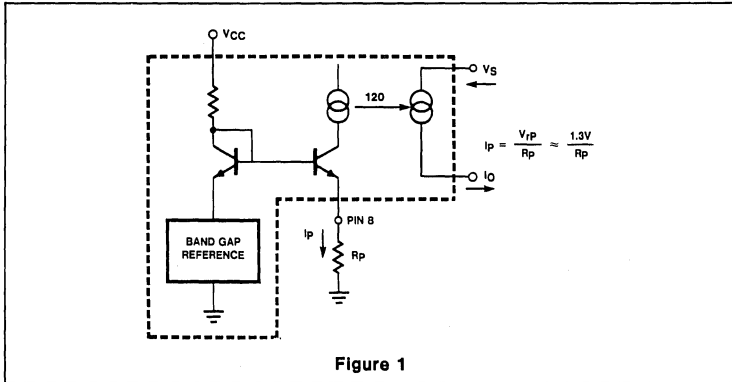 VCC
VS
120
IP = VrP / RP ≈ 1.3V / RP
IO
PIN 8
IP
RP
BAND GAP
REFERENCE
Figure 1